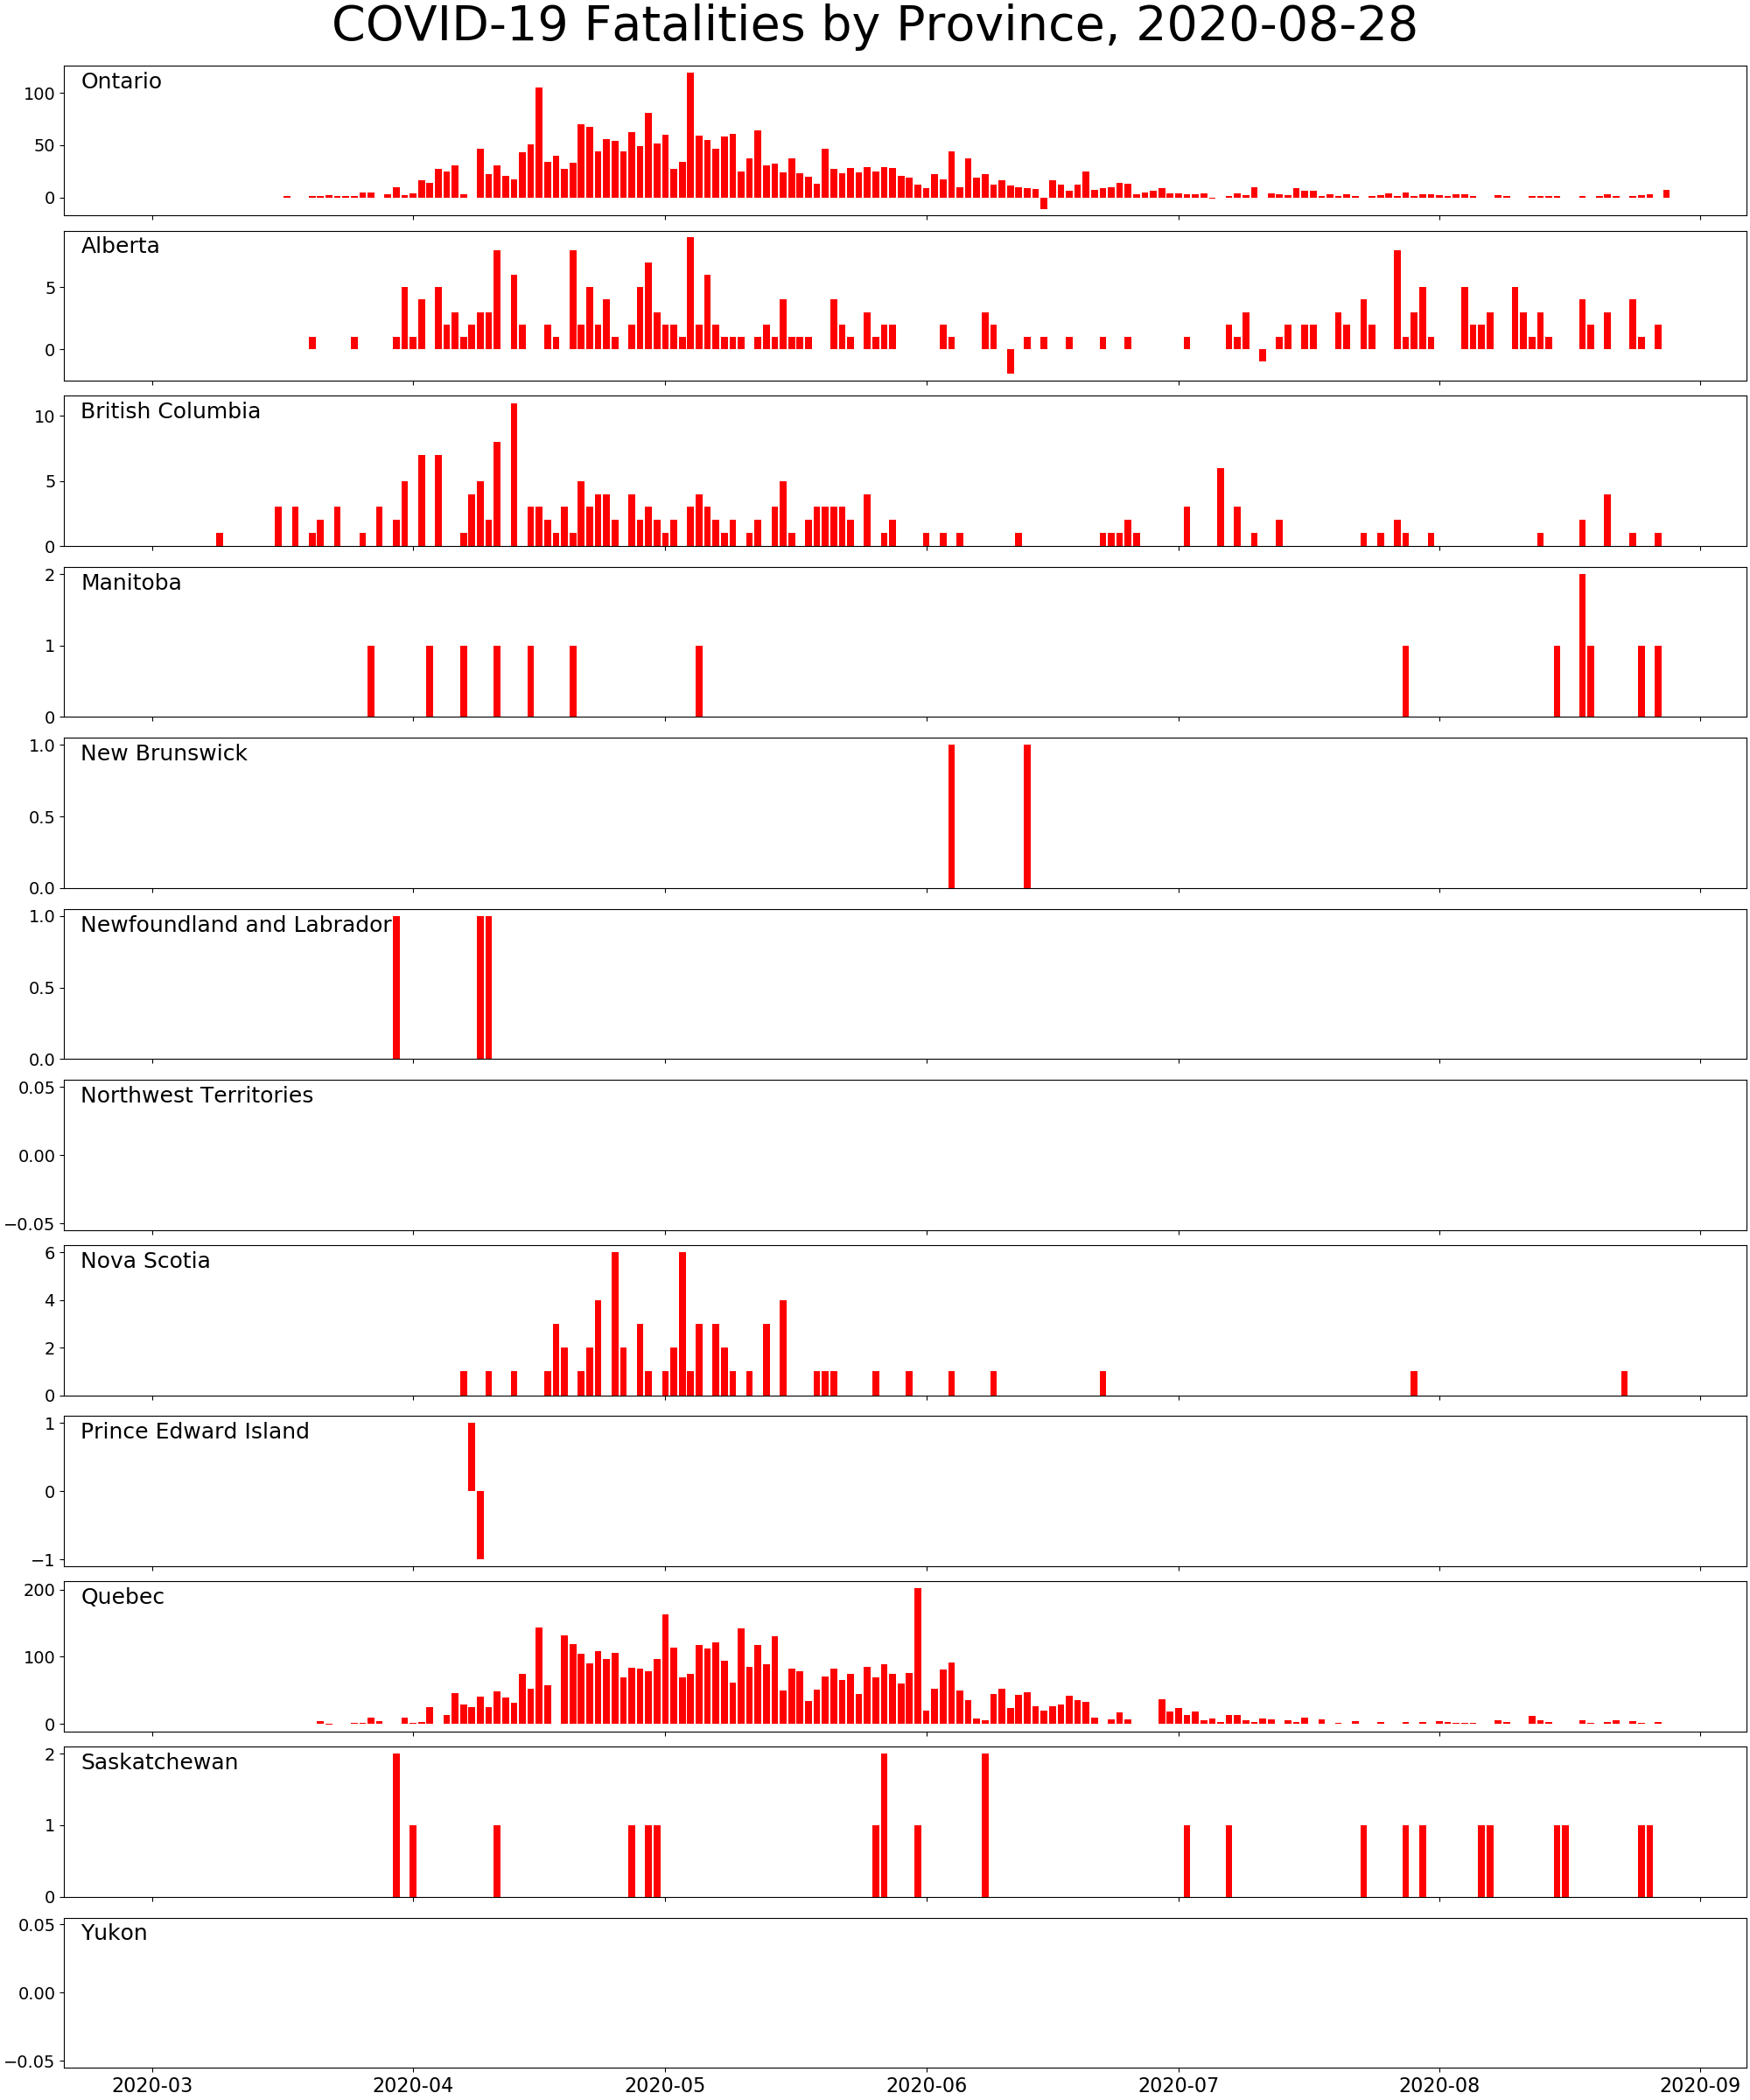 COVID-19 Fatalities by Province, 2020-08-28
Ontario
100
50
0
Alberta
5
0
British Columbia
10
5
0
Manitoba
2
1
0
New Brunswick
1.0
0.5
0.0
Newfoundland and Labrador
1.0
0.5
0.0
Northwest Territories
0.05
0.00
−0.05
Nova Scotia
6
4
2
0
Prince Edward Island
1
0
−1
Quebec
200
100
0
Saskatchewan
2
1
0
Yukon
0.05
0.00
−0.05
2020-03 2020-04 2020-05 2020-06 2020-07 2020-08 2020-09